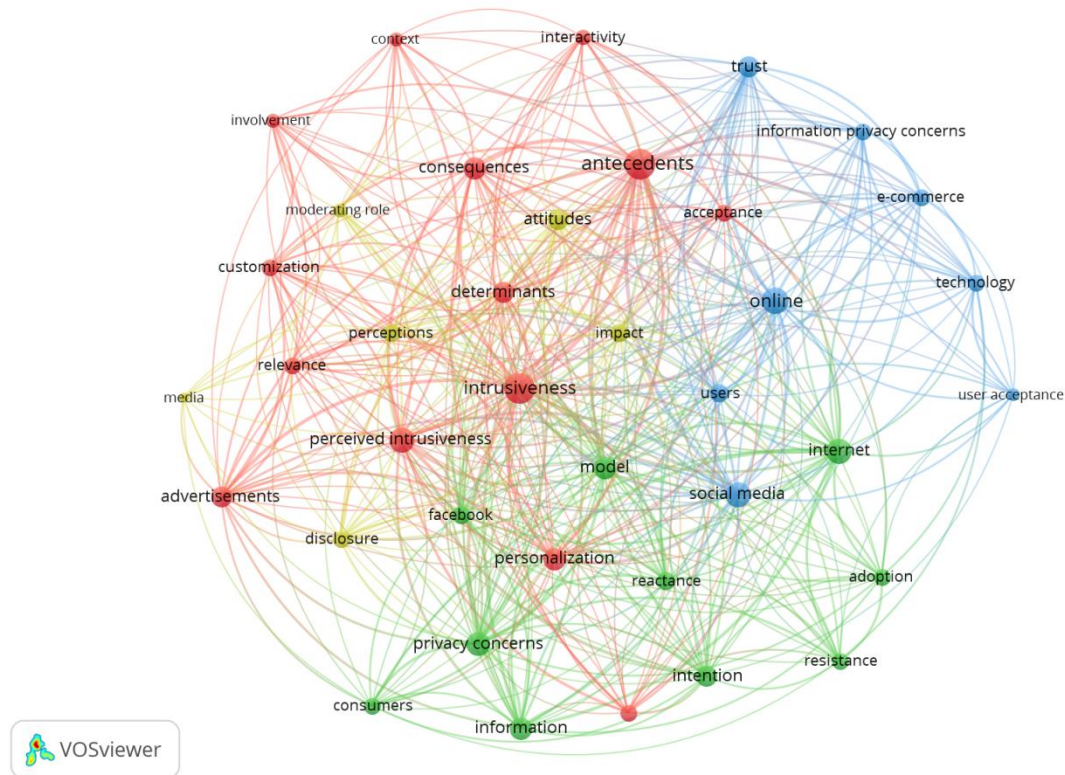 context
interactivity
trust
involvement
information privacy concerns
consequences
antecedents
e-commerce
moderating role
attitudes
acceptance
customization
technology
determinants
online
perceptions
impact
relevance
media
intrusiveness
users
user acceptance
perceived intrusiveness
internet
model
advertisements
social media
facebook
disclosure
personalization
reactance
adoption
privacy concerns
resistance
intention
consumers
information
VOSviewer